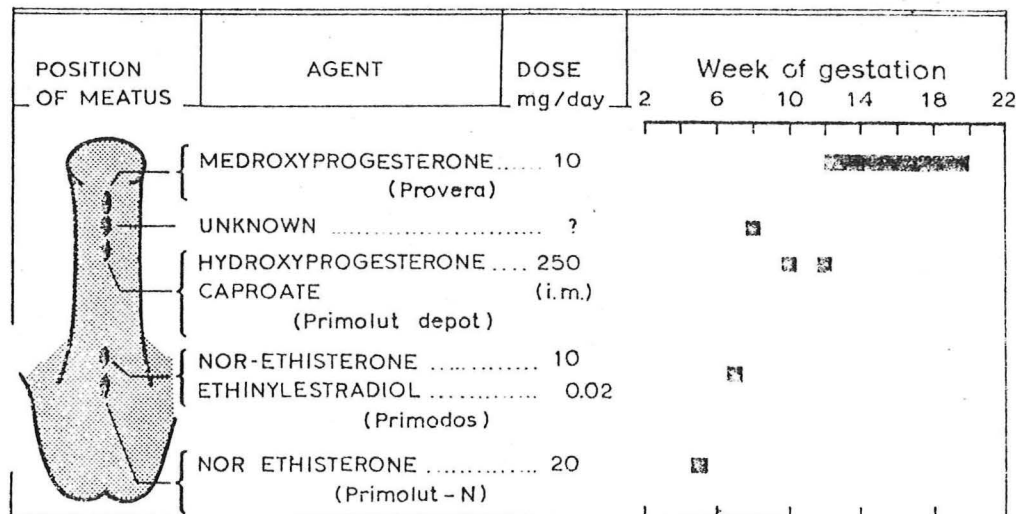 POSITION OF MEATUS AGENT DOSE mg/day Week of gestation
2 6 10 14 18 22
MEDROXYPROGESTERONE...... 10
(Provera)
UNKNOWN ........................ ?
HYDROXYPROGESTERONE .... 250
CAPROATE (i.m.)
(Primolut depot)
NOR-ETHISTERONE ............. 10
ETHINYLESTRADIOL ............. 0.02
(Primodos)
NOR ETHISTERONE ............. 20
(Primolut-N)